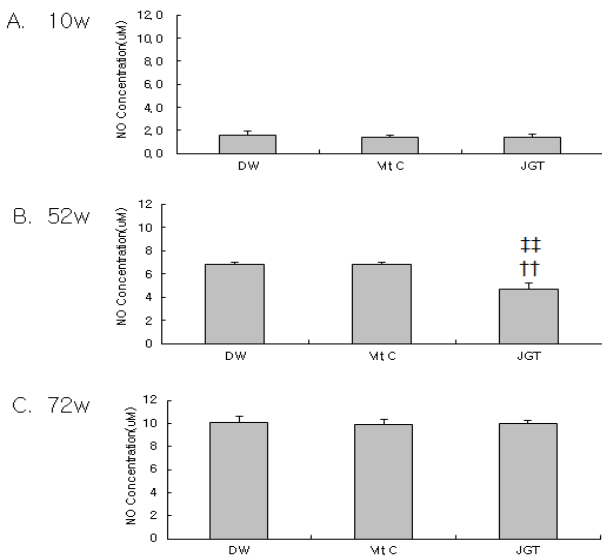 A. 10w
NO Concentration(uM)
12,0
10,0
8,0
6,0
4,0
2,0
0,0
DW Vit C JGT
B. 52w
NO Concentration(uM)
12
10
8
6
4
2
0
‡‡
††
DW Vit C JGT
C. 72w
NO Concentration(uM)
12
10
8
6
4
2
0
DW Vit C JGT